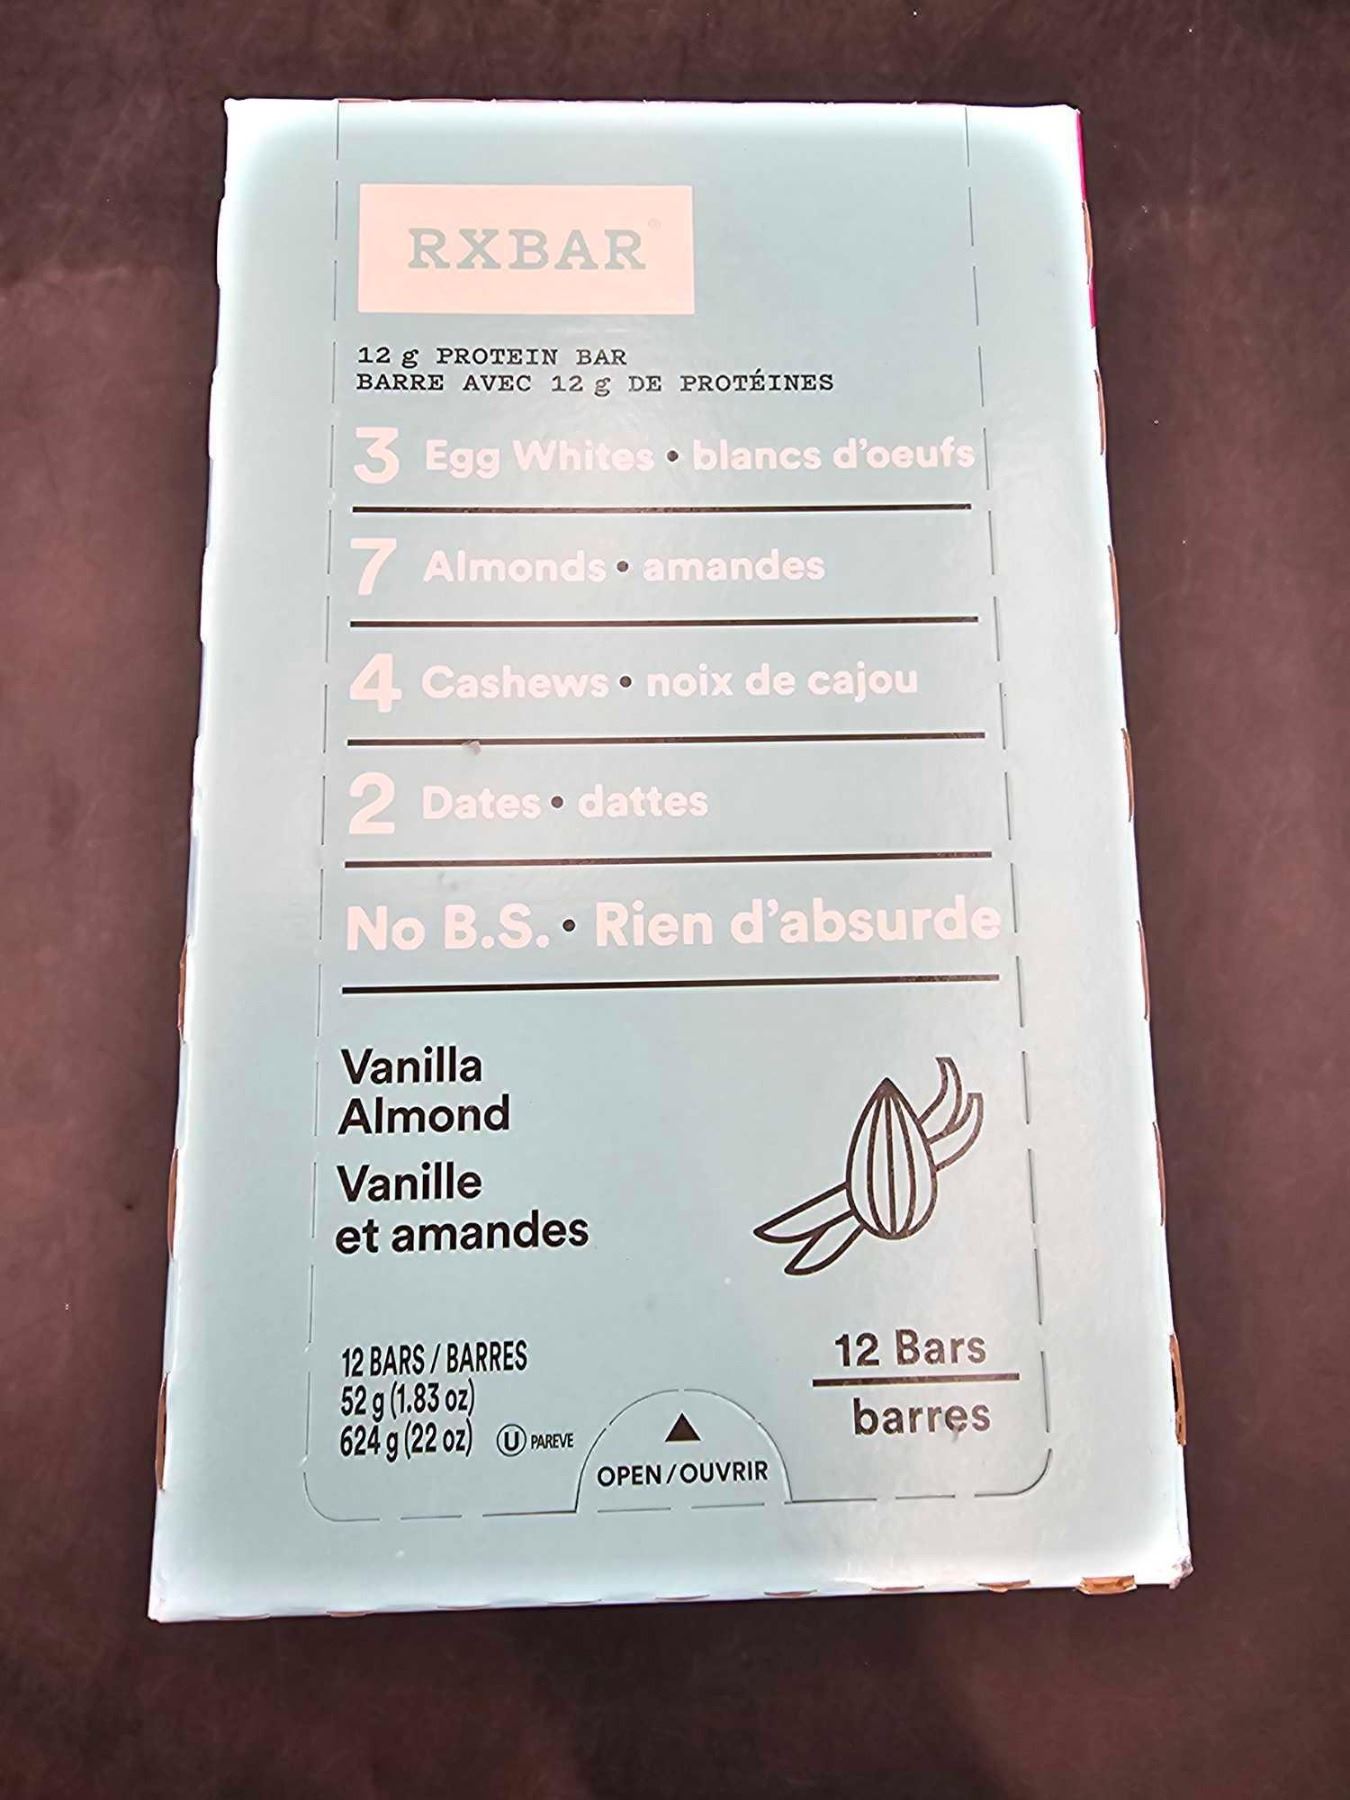 RXBAR®
12 g PROTEIN BAR
BARRE AVEC 12 g DE PROTÉINES
3 Egg Whites • blancs d'oeufs
7 Almonds • amandes
4 Cashews • noix de cajou
2 Dates • dattes
No B.S. • Rien d'absurde
Vanilla
Almond
Vanille
et amandes
12 BARS / BARRES
52 g (1.83 oz)
624 g (22 oz) U PAREVE
OPEN / OUVRIR
12 Bars
barres